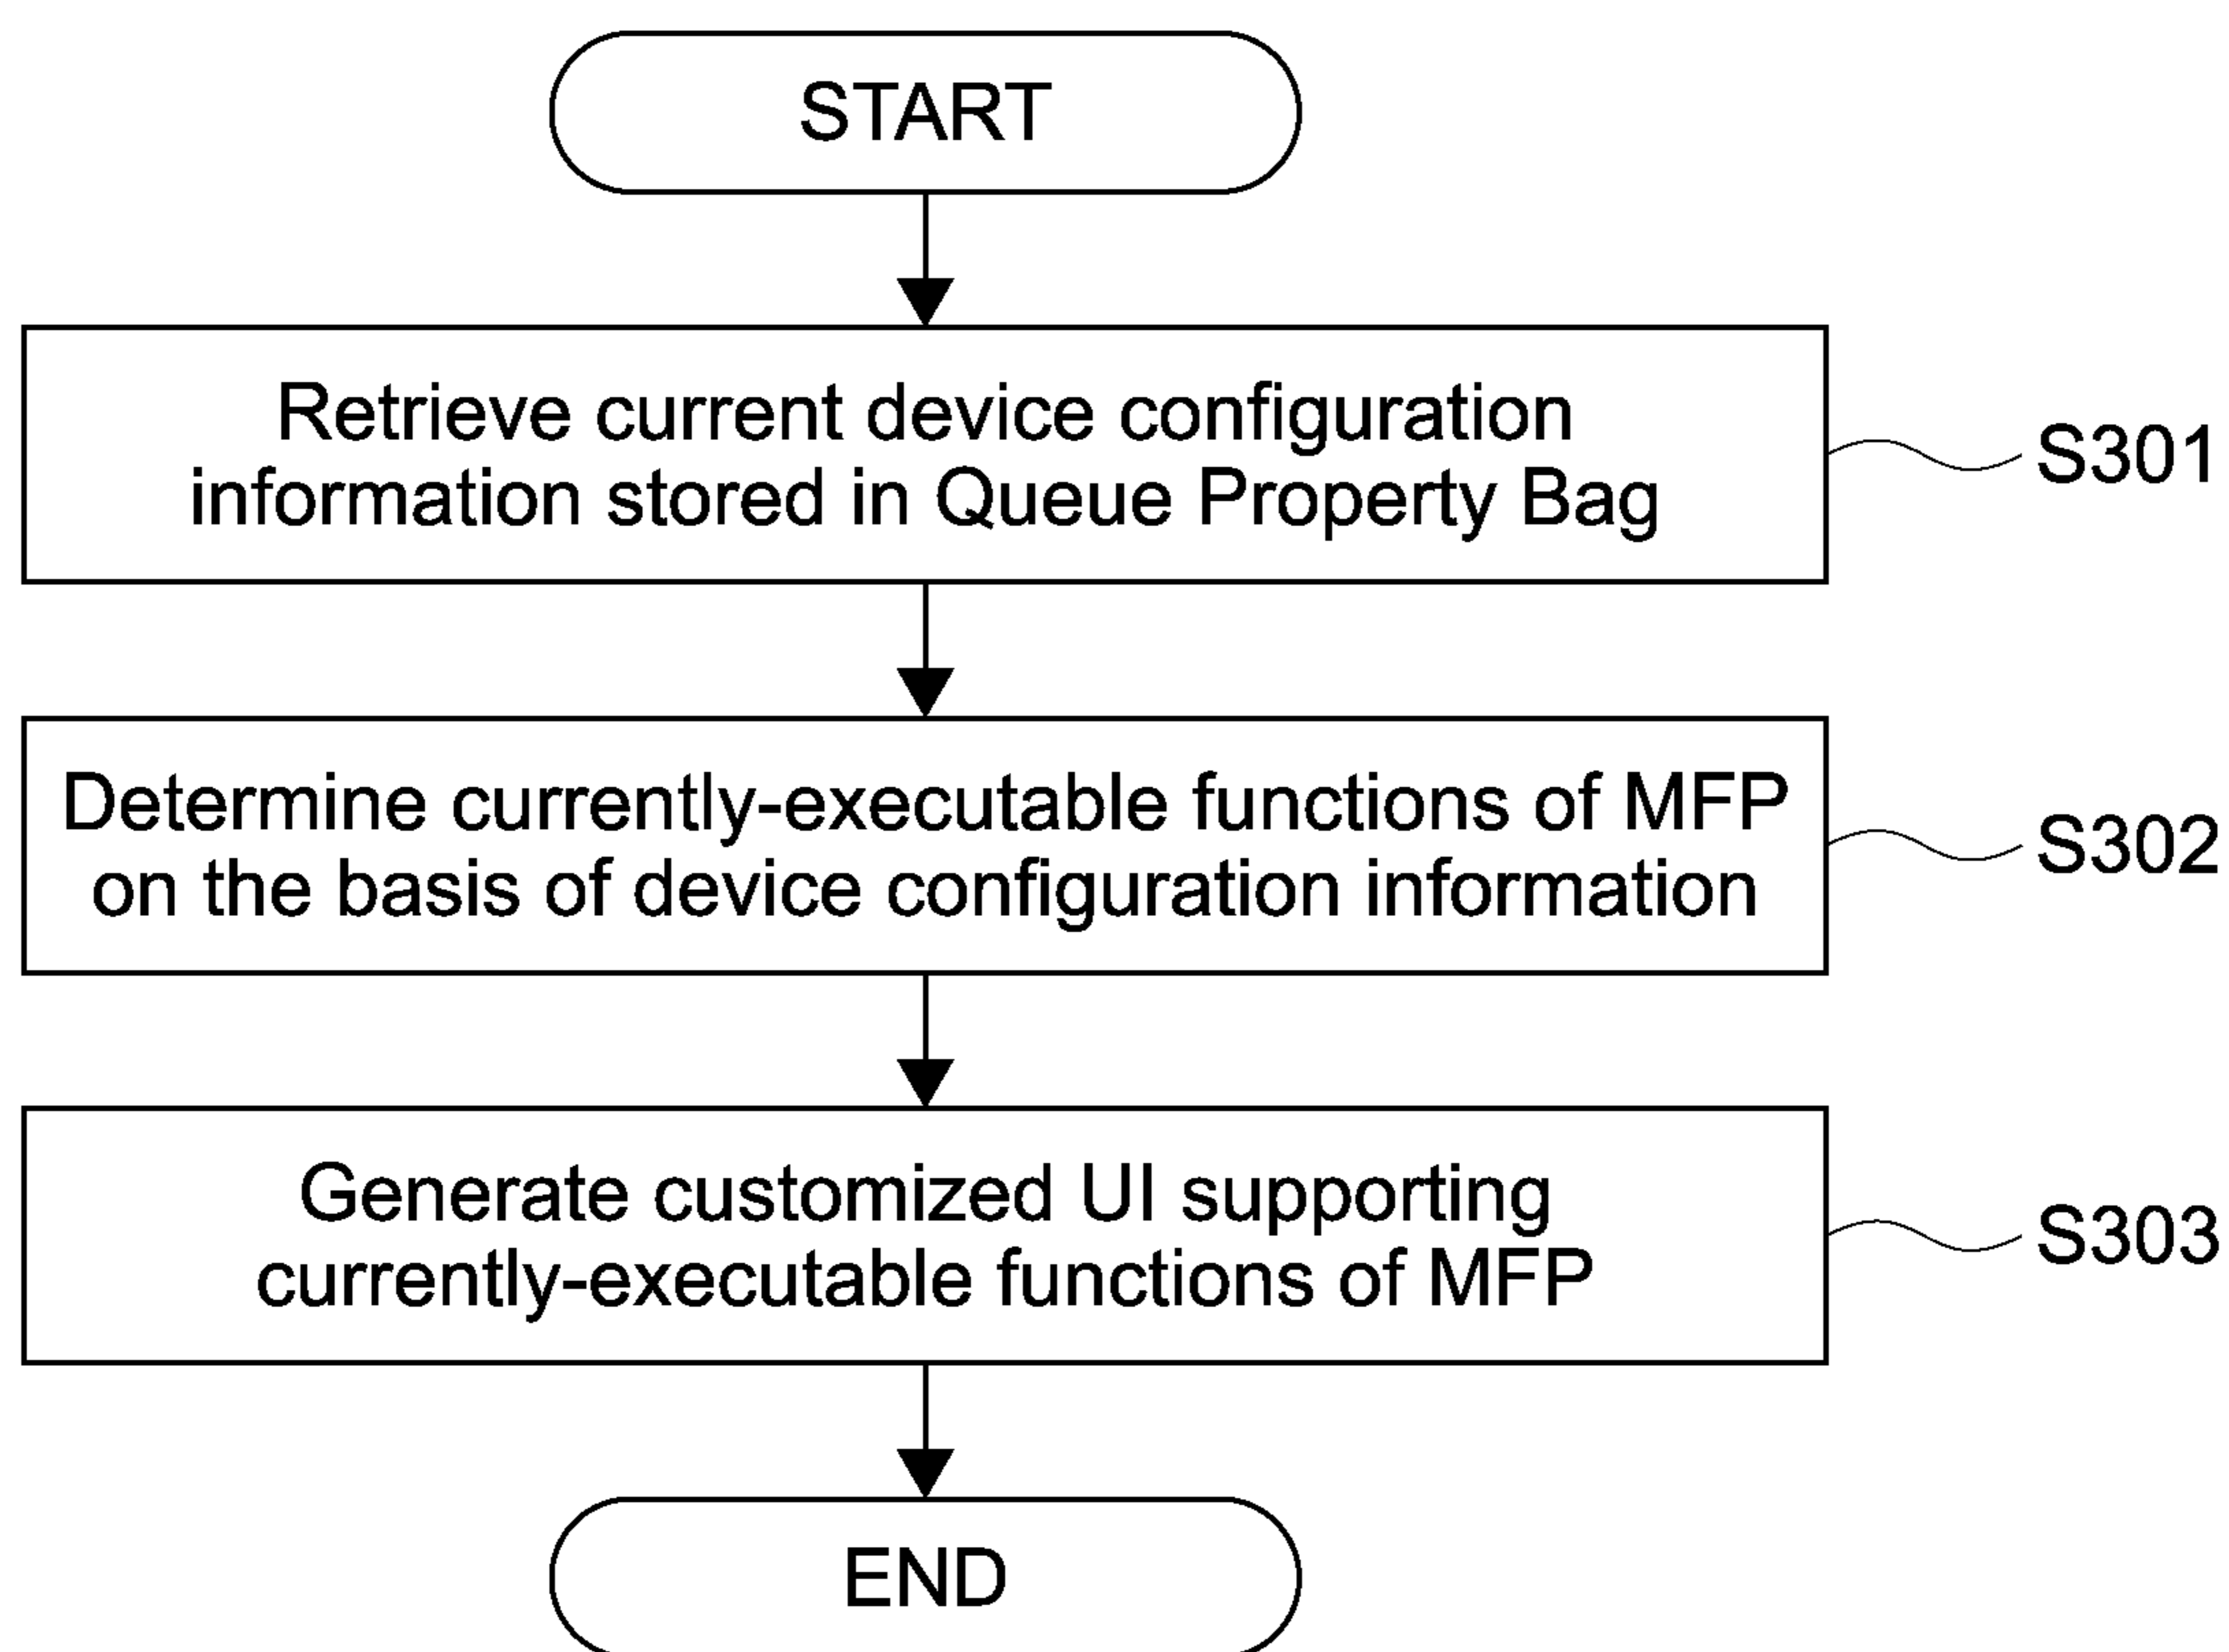 START
Retrieve current device configuration
information stored in Queue Property Bag
S301
Determine currently-executable functions of MFP
on the basis of device configuration information
S302
Generate customized UI supporting
currently-executable functions of MFP
S303
END